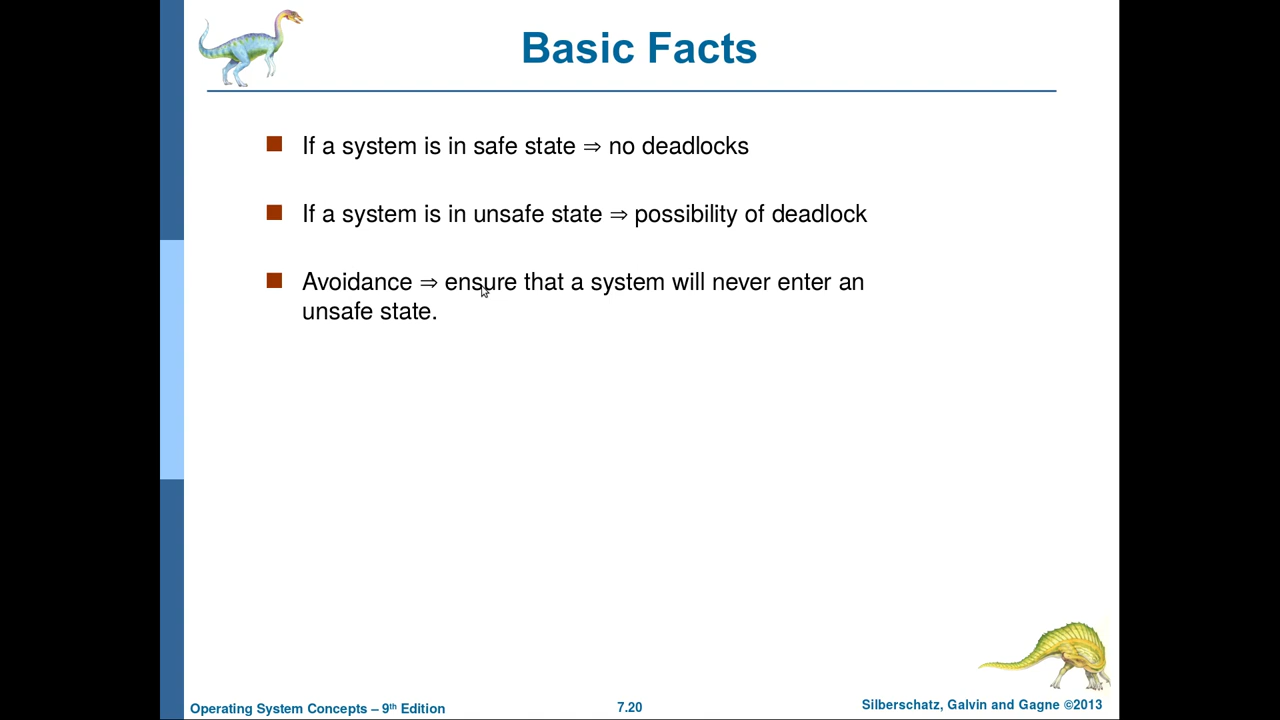 Basic Facts
If a system is in safe state ⇒ no deadlocks
If a system is in unsafe state ⇒ possibility of deadlock
Avoidance ⇒ ensure that a system will never enter an
unsafe state.
Operating System Concepts – 9th Edition
7.20
Silberschatz, Galvin and Gagne ©2013